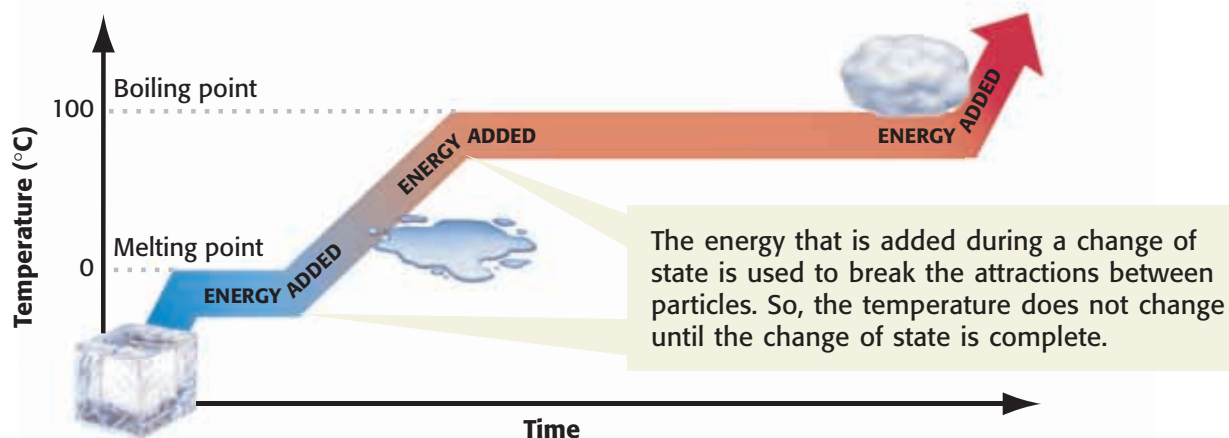 Temperature (°C)
100
Boiling point
0
Melting point
ENERGY ADDED
ENERGY ADDED
ENERGY ADDED
The energy that is added during a change of
state is used to break the attractions between
particles. So, the temperature does not change
until the change of state is complete.
Time